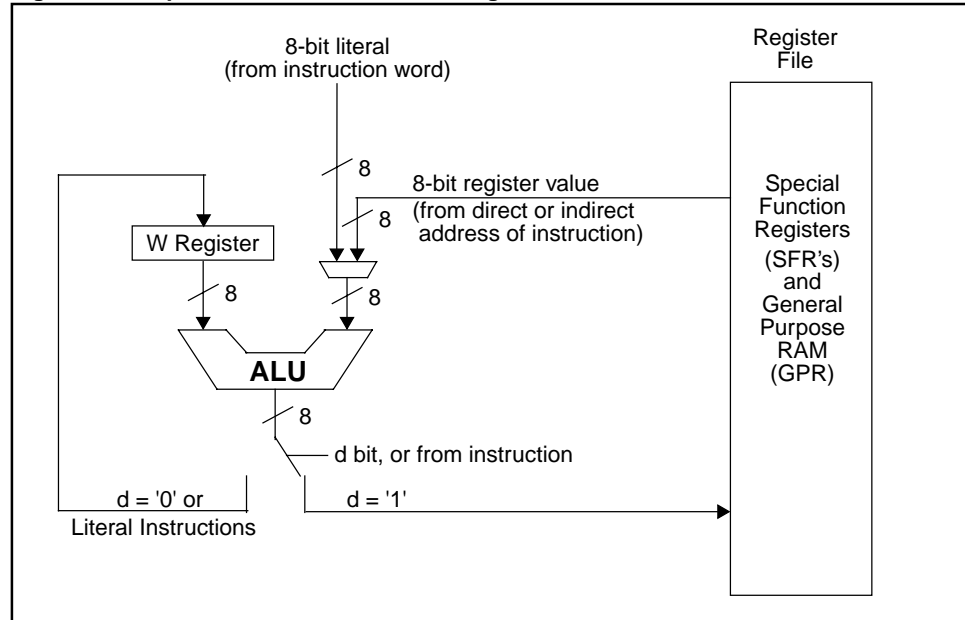 8-bit literal
(from instruction word)
Register
File
8
8-bit register value
(from direct or indirect
address of instruction)
8
W Register
8
8
ALU
8
d bit, or from instruction
d = '0' or
Literal Instructions
d = '1'
Special
Function
Registers
(SFR's)
and
General
Purpose
RAM
(GPR)